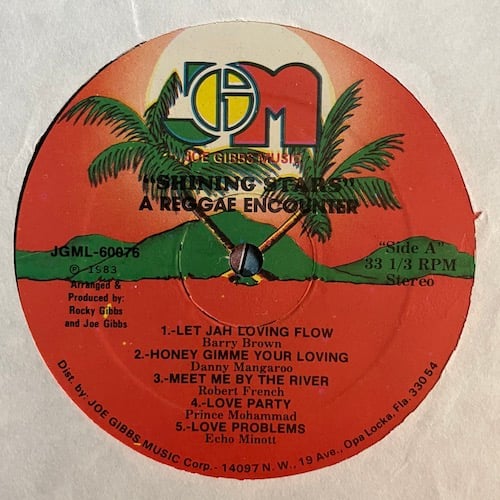 JGM
JOE GIBBS MUSIC
"SHINING STARS"
A REGGAE ENCOUNTER
JGML-60076
℗ 1983
Arranged &
Produced by:
Rocky Gibbs
and Joe Gibbs
"Side A"
33 1/3 RPM
Stereo
1.-LET JAH LOVING FLOW
Barry Brown
2.-HONEY GIMME YOUR LOVING
Danny Mangaroo
3.-MEET ME BY THE RIVER
Robert French
4.-LOVE PARTY
Prince Mohammad
5.-LOVE PROBLEMS
Echo Minott
Dist. by: JOE GIBBS MUSIC Corp.- 14097 N. W., 19 Ave., Opa Locka, Fla. 33054